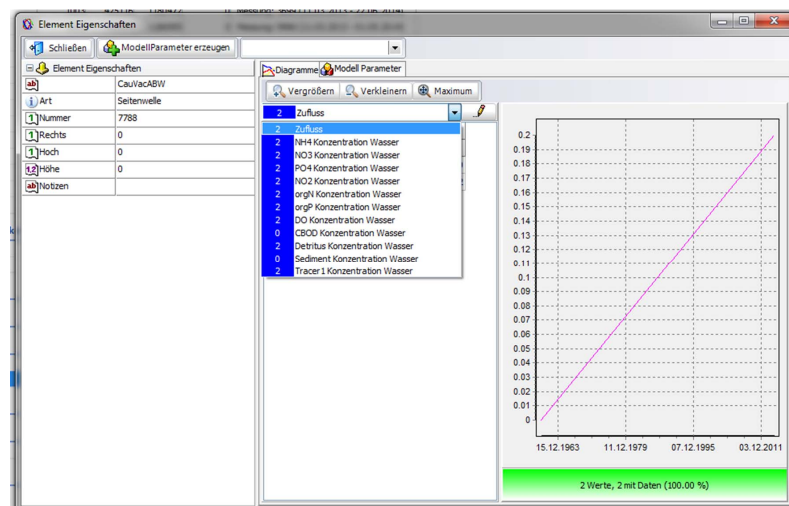 Element Eigenschaften
Schließen
ModellParameter erzeugen
Element Eigenschaften
ab CauVacABW
i Art Seitenwelle
1 Nummer 7788
1 Rechts 0
1 Hoch 0
1,2 Höhe 0
ab Notizen
Diagramme
Modell Parameter
Vergrößern
Verkleinern
Maximum
2 Zufluss
2 Zufluss
2 NH4 Konzentration Wasser
2 NO3 Konzentration Wasser
2 PO4 Konzentration Wasser
2 NO2 Konzentration Wasser
2 orgN Konzentration Wasser
2 orgP Konzentration Wasser
2 DO Konzentration Wasser
0 CBOD Konzentration Wasser
2 Detritus Konzentration Wasser
0 Sediment Konzentration Wasser
2 Tracer1 Konzentration Wasser
0.2
0.19
0.18
0.17
0.16
0.15
0.14
0.13
0.12
0.11
0.1
0.09
0.08
0.07
0.06
0.05
0.04
0.03
0.02
0.01
0
15.12.1963 11.12.1979 07.12.1995 03.12.2011
2 Werte, 2 mit Daten (100.00 %)